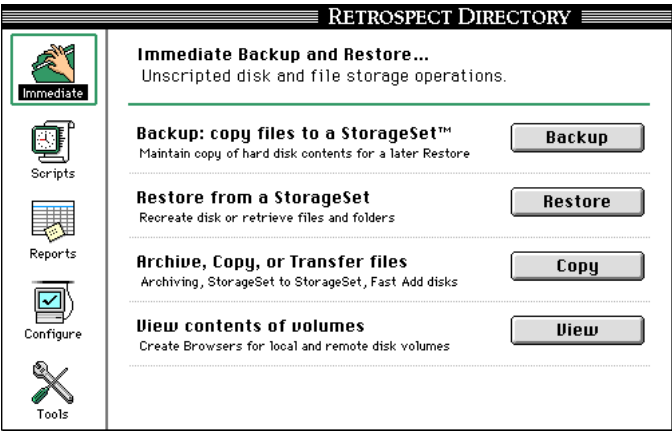 RETROSPECT DIRECTORY
Immediate
Scripts
Reports
Configure
Tools
Immediate Backup and Restore...
Unscripted disk and file storage operations.
Backup: copy files to a StorageSet™
Maintain copy of hard disk contents for a later Restore
Backup
Restore from a StorageSet
Recreate disk or retrieve files and folders
Restore
Archive, Copy, or Transfer files
Archiving, StorageSet to StorageSet, Fast Add disks
Copy
View contents of volumes
Create Browsers for local and remote disk volumes
View